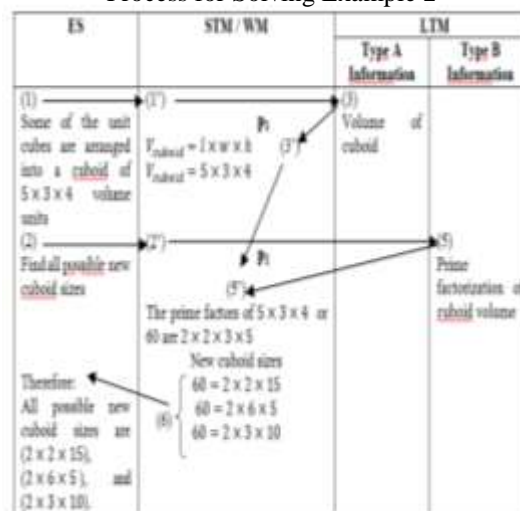 Process for Solving Example 2
ES
STM / WM
LTM
Type A
Information
Type B
Information
(1)
Some of the unit
cubes are arranged
into a cuboid of
5 x 3 x 4 volume
units
(1')
P₁
V_cuboid = l x w x h
(3')
V_cuboid = 5 x 3 x 4
(3)
Volume of
cuboid
(2)
Find all possible new
cuboid sizes
(2')
P₂
(5')
The prime factors of 5 x 3 x 4 or
60 are 2 x 2 x 3 x 5
New cuboid sizes
60 = 2 x 2 x 15
60 = 2 x 6 x 5
60 = 2 x 3 x 10
(6)
(5)
Prime
factorization of
cuboid volume
Therefore:
All possible new
cuboid sizes are
(2 x 2 x 15),
(2 x 6 x 5), and
(2 x 3 x 10).